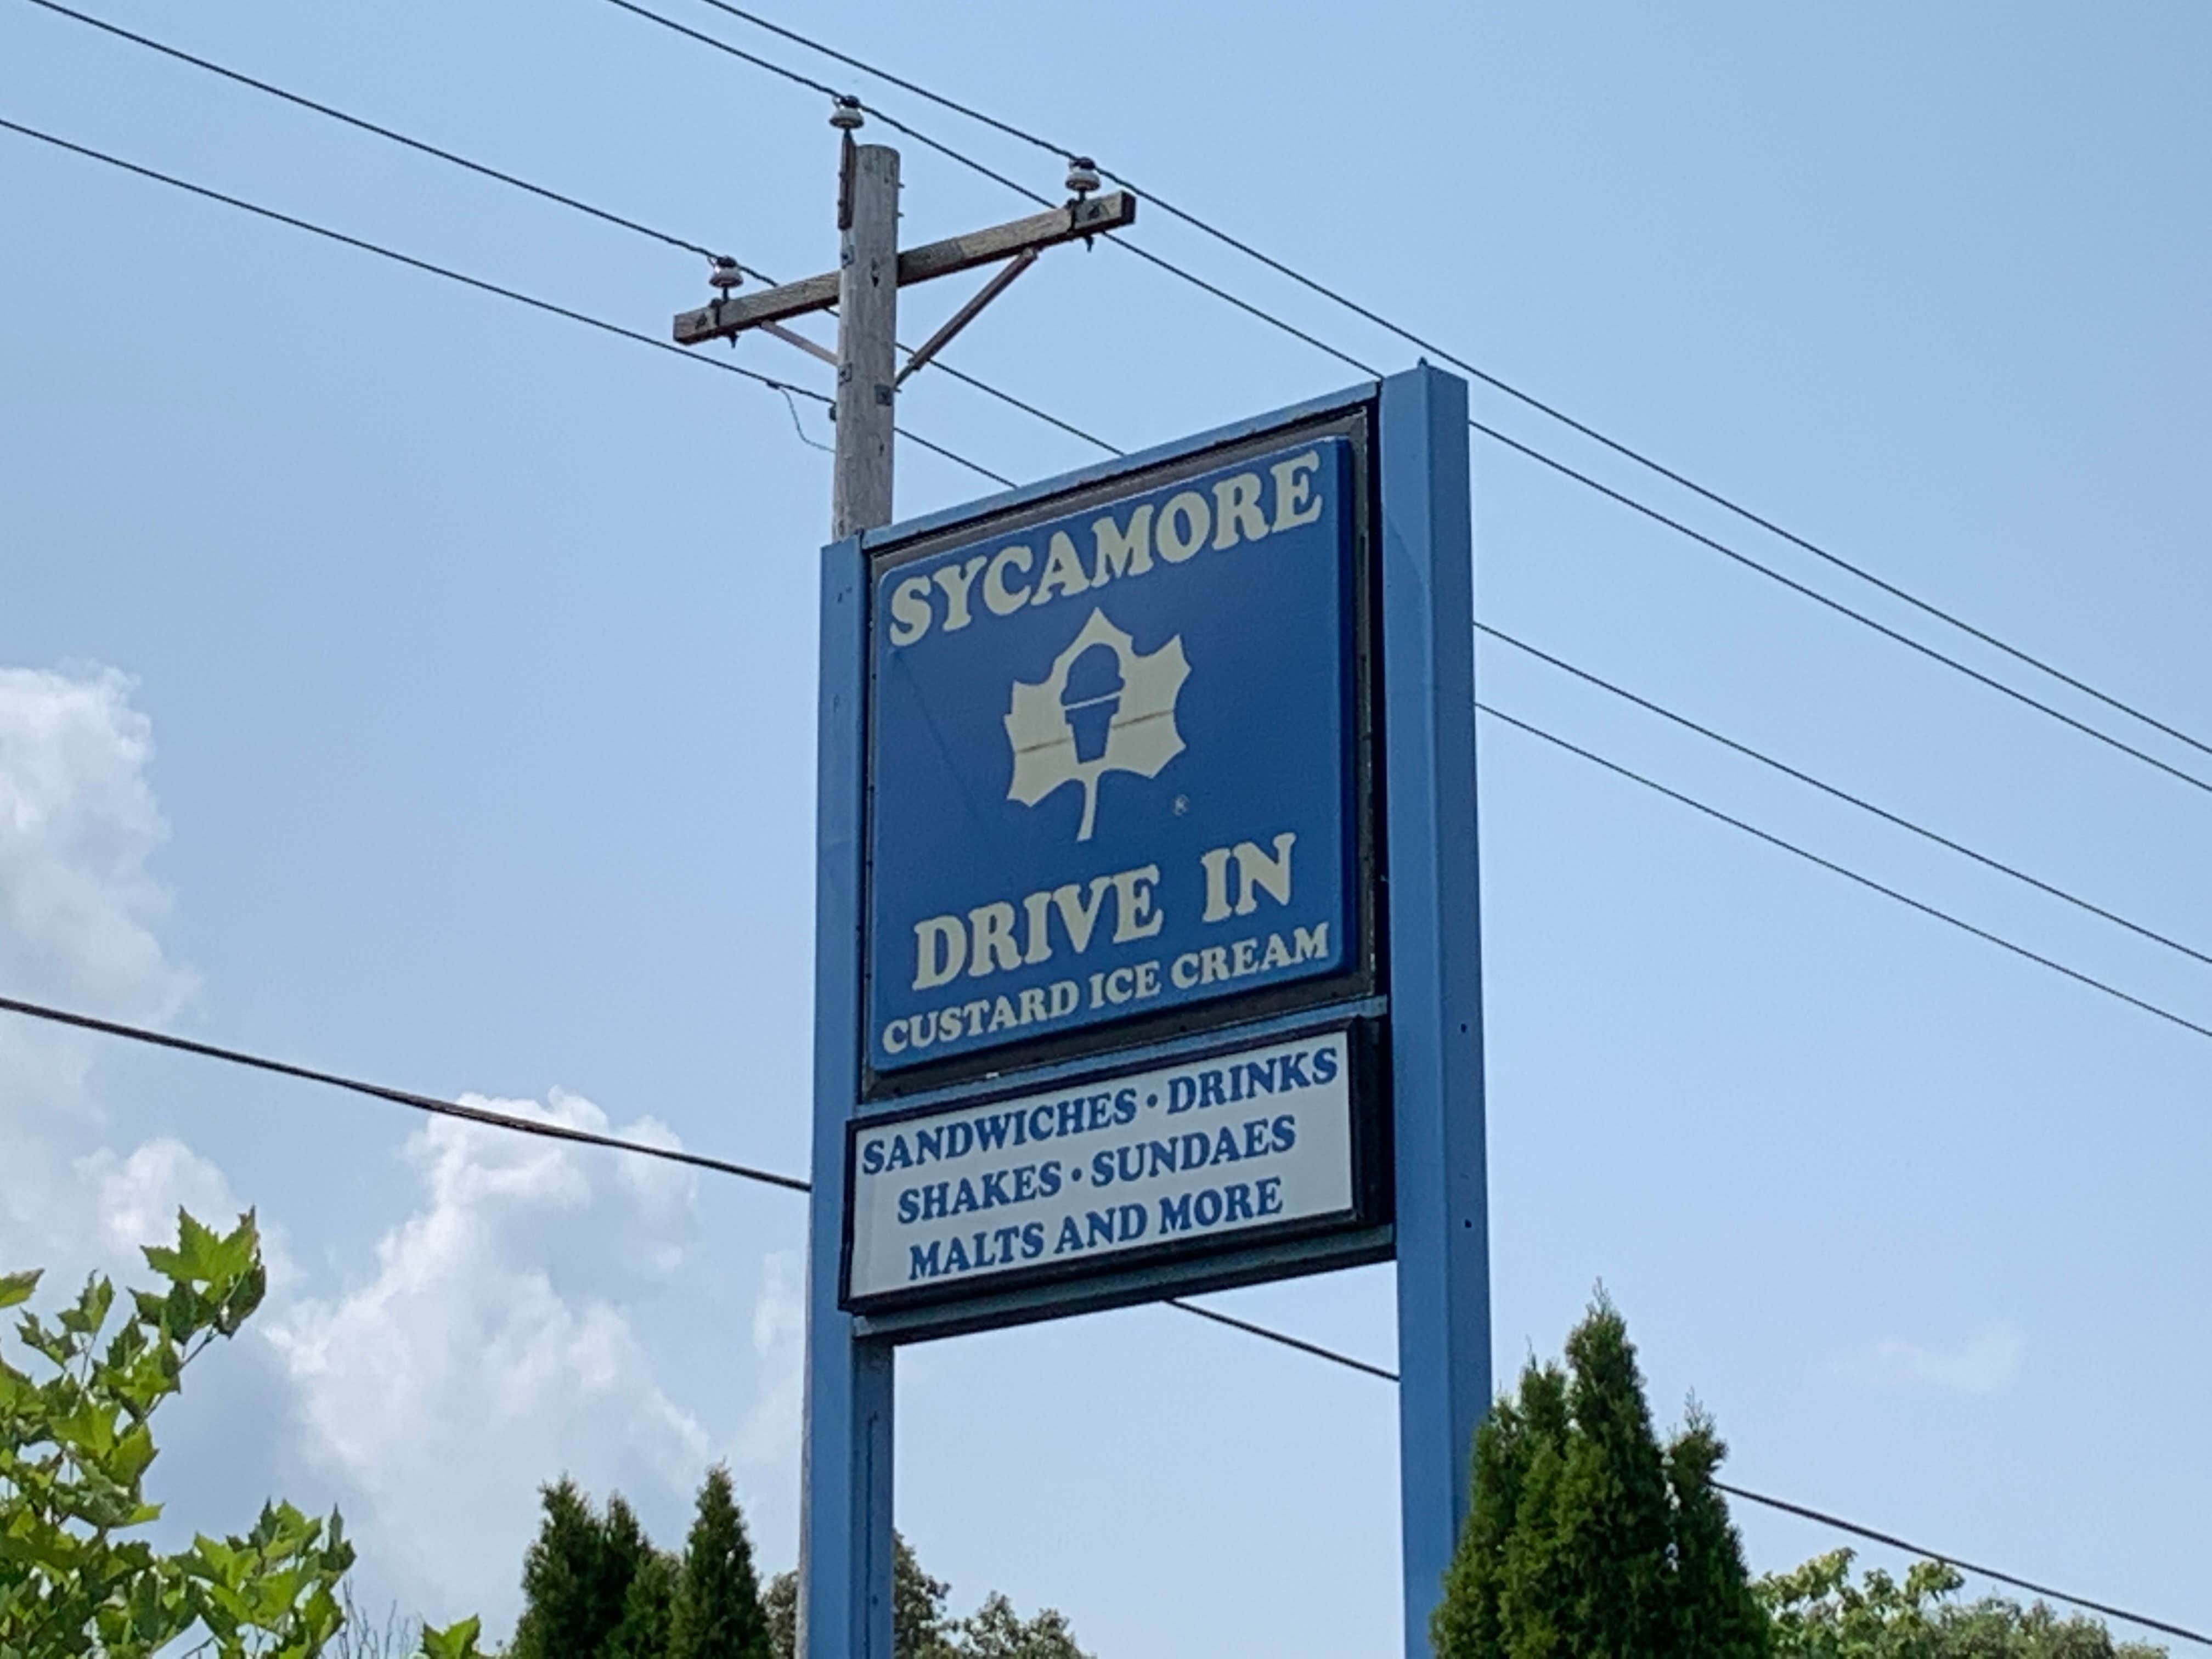 SYCAMORE
®
DRIVE IN
CUSTARD ICE CREAM
SANDWICHES • DRINKS
SHAKES • SUNDAES
MALTS AND MORE